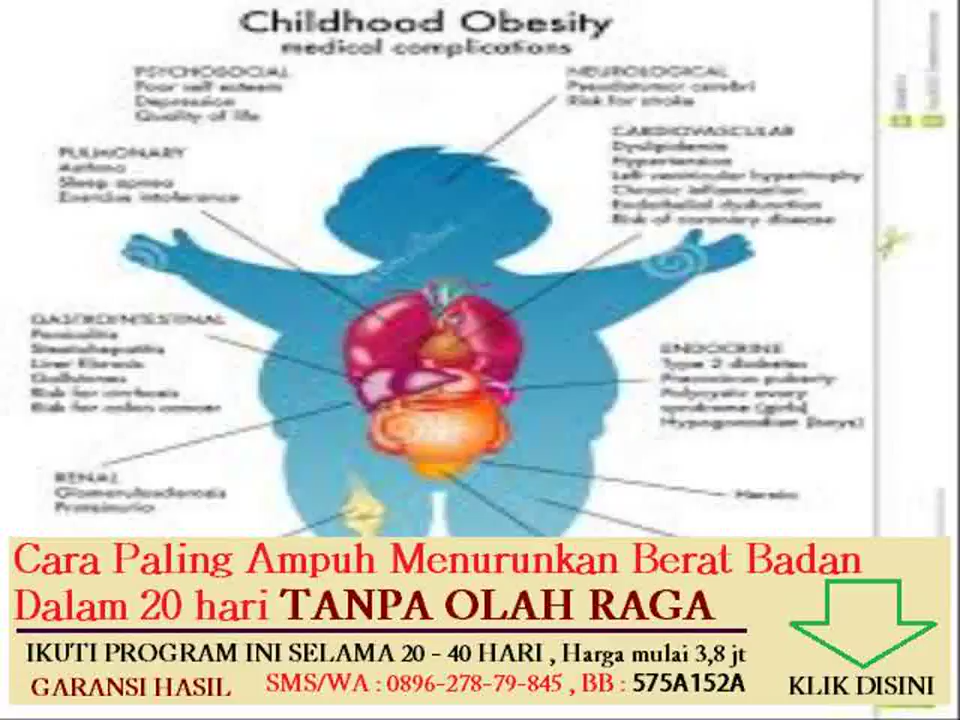 Childhood Obesity
medical complications
PSYCHOSOCIAL
Poor self esteem
Depression
Quality of life
NEUROLOGICAL
Pseudotumor cerebri
Risk for stroke
PULMONARY
Asthma
Sleep apnea
Exercise intolerance
CARDIOVASCULAR
Dyslipidemia
Hypertension
Left ventricular hypertrophy
Chronic inflammation
Endothelial dysfunction
Risk of coronary disease
GASTROINTESTINAL
Steatohepatitis
Liver fibrosis
Gallstones
Risk for cirrhosis
Risk for colon cancer
ENDOCRINE
Type 2 diabetes
Precocious puberty
Polycystic ovary
syndrome (girls)
Hypogonadism (boys)
RENAL
Glomerulosclerosis
Proteinuria
Hernia
Cara Paling Ampuh Menurunkan Berat Badan
Dalam 20 hari TANPA OLAH RAGA
IKUTI PROGRAM INI SELAMA 20 - 40 HARI , Harga mulai 3,8 jt
GARANSI HASIL SMS/WA : 0896-278-79-845 , BB : 575A152A
KLIK DISINI